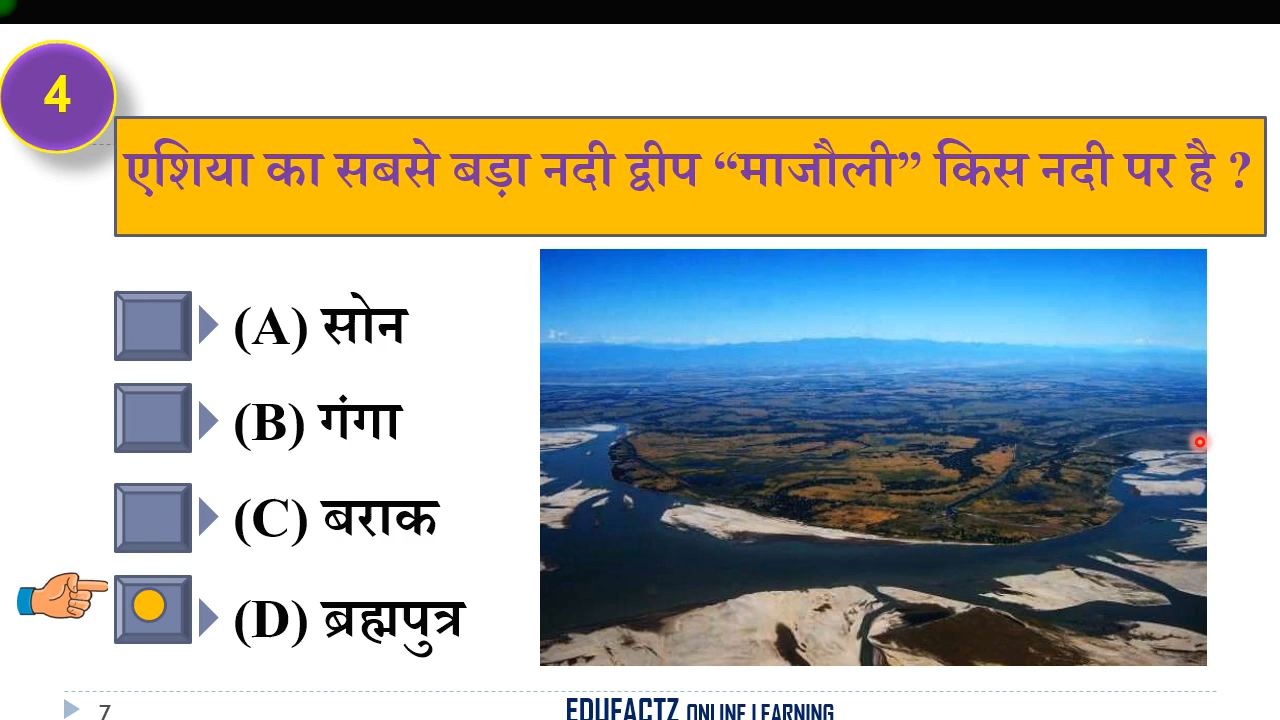 4
एशिया का सबसे बड़ा नदी द्वीप “माजौली” किस नदी पर है ?
(A) सोन
(B) गंगा
(C) बराक
(D) ब्रह्मपुत्र
7
EDUFACTZ ONLINE LEARNING